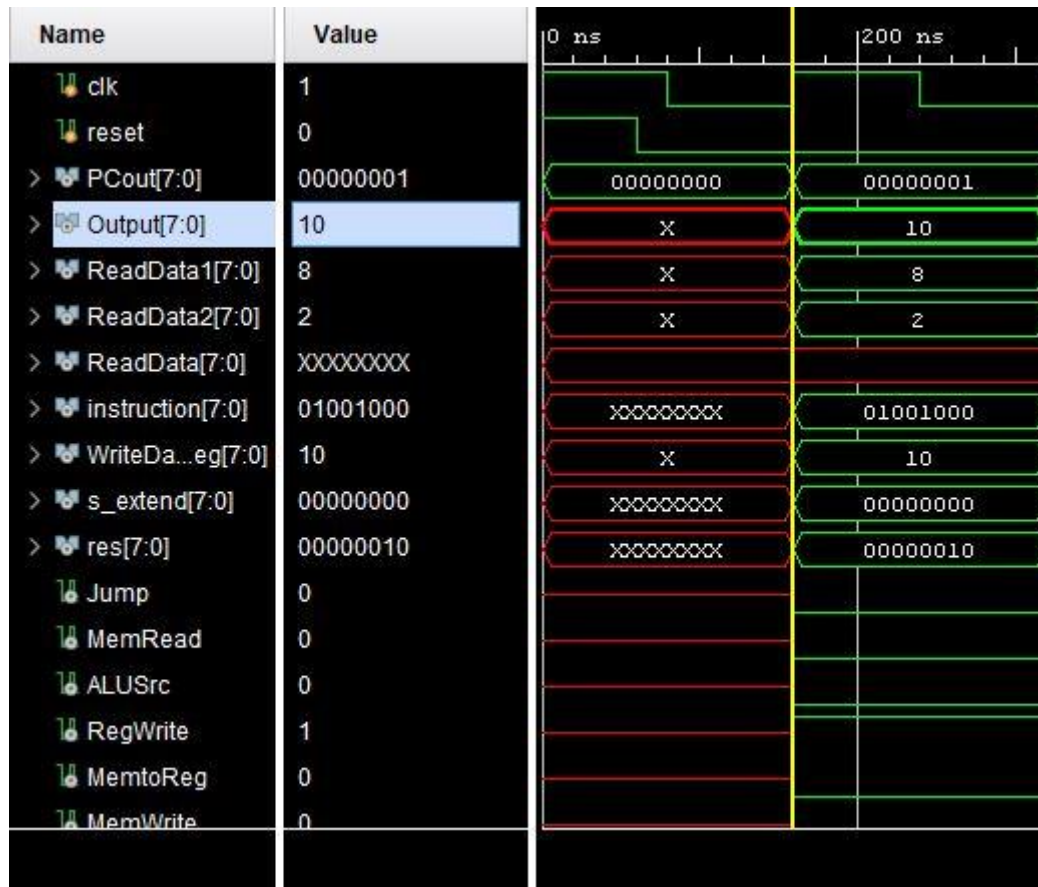 Name Value 0 ns 200 ns
clk 1
reset 0
> PCout[7:0] 00000001 00000000 00000001
> Output[7:0] 10 X 10
> ReadData1[7:0] 8 X 8
> ReadData2[7:0] 2 X 2
> ReadData[7:0] XXXXXXXX
> instruction[7:0] 01001000 XXXXXXXX 01001000
> WriteDa...eg[7:0] 10 X 10
> s_extend[7:0] 00000000 XXXXXXXX 00000000
> res[7:0] 00000010 XXXXXXXX 00000010
Jump 0
MemRead 0
ALUSrc 0
RegWrite 1
MemtoReg 0
MemWrite 0